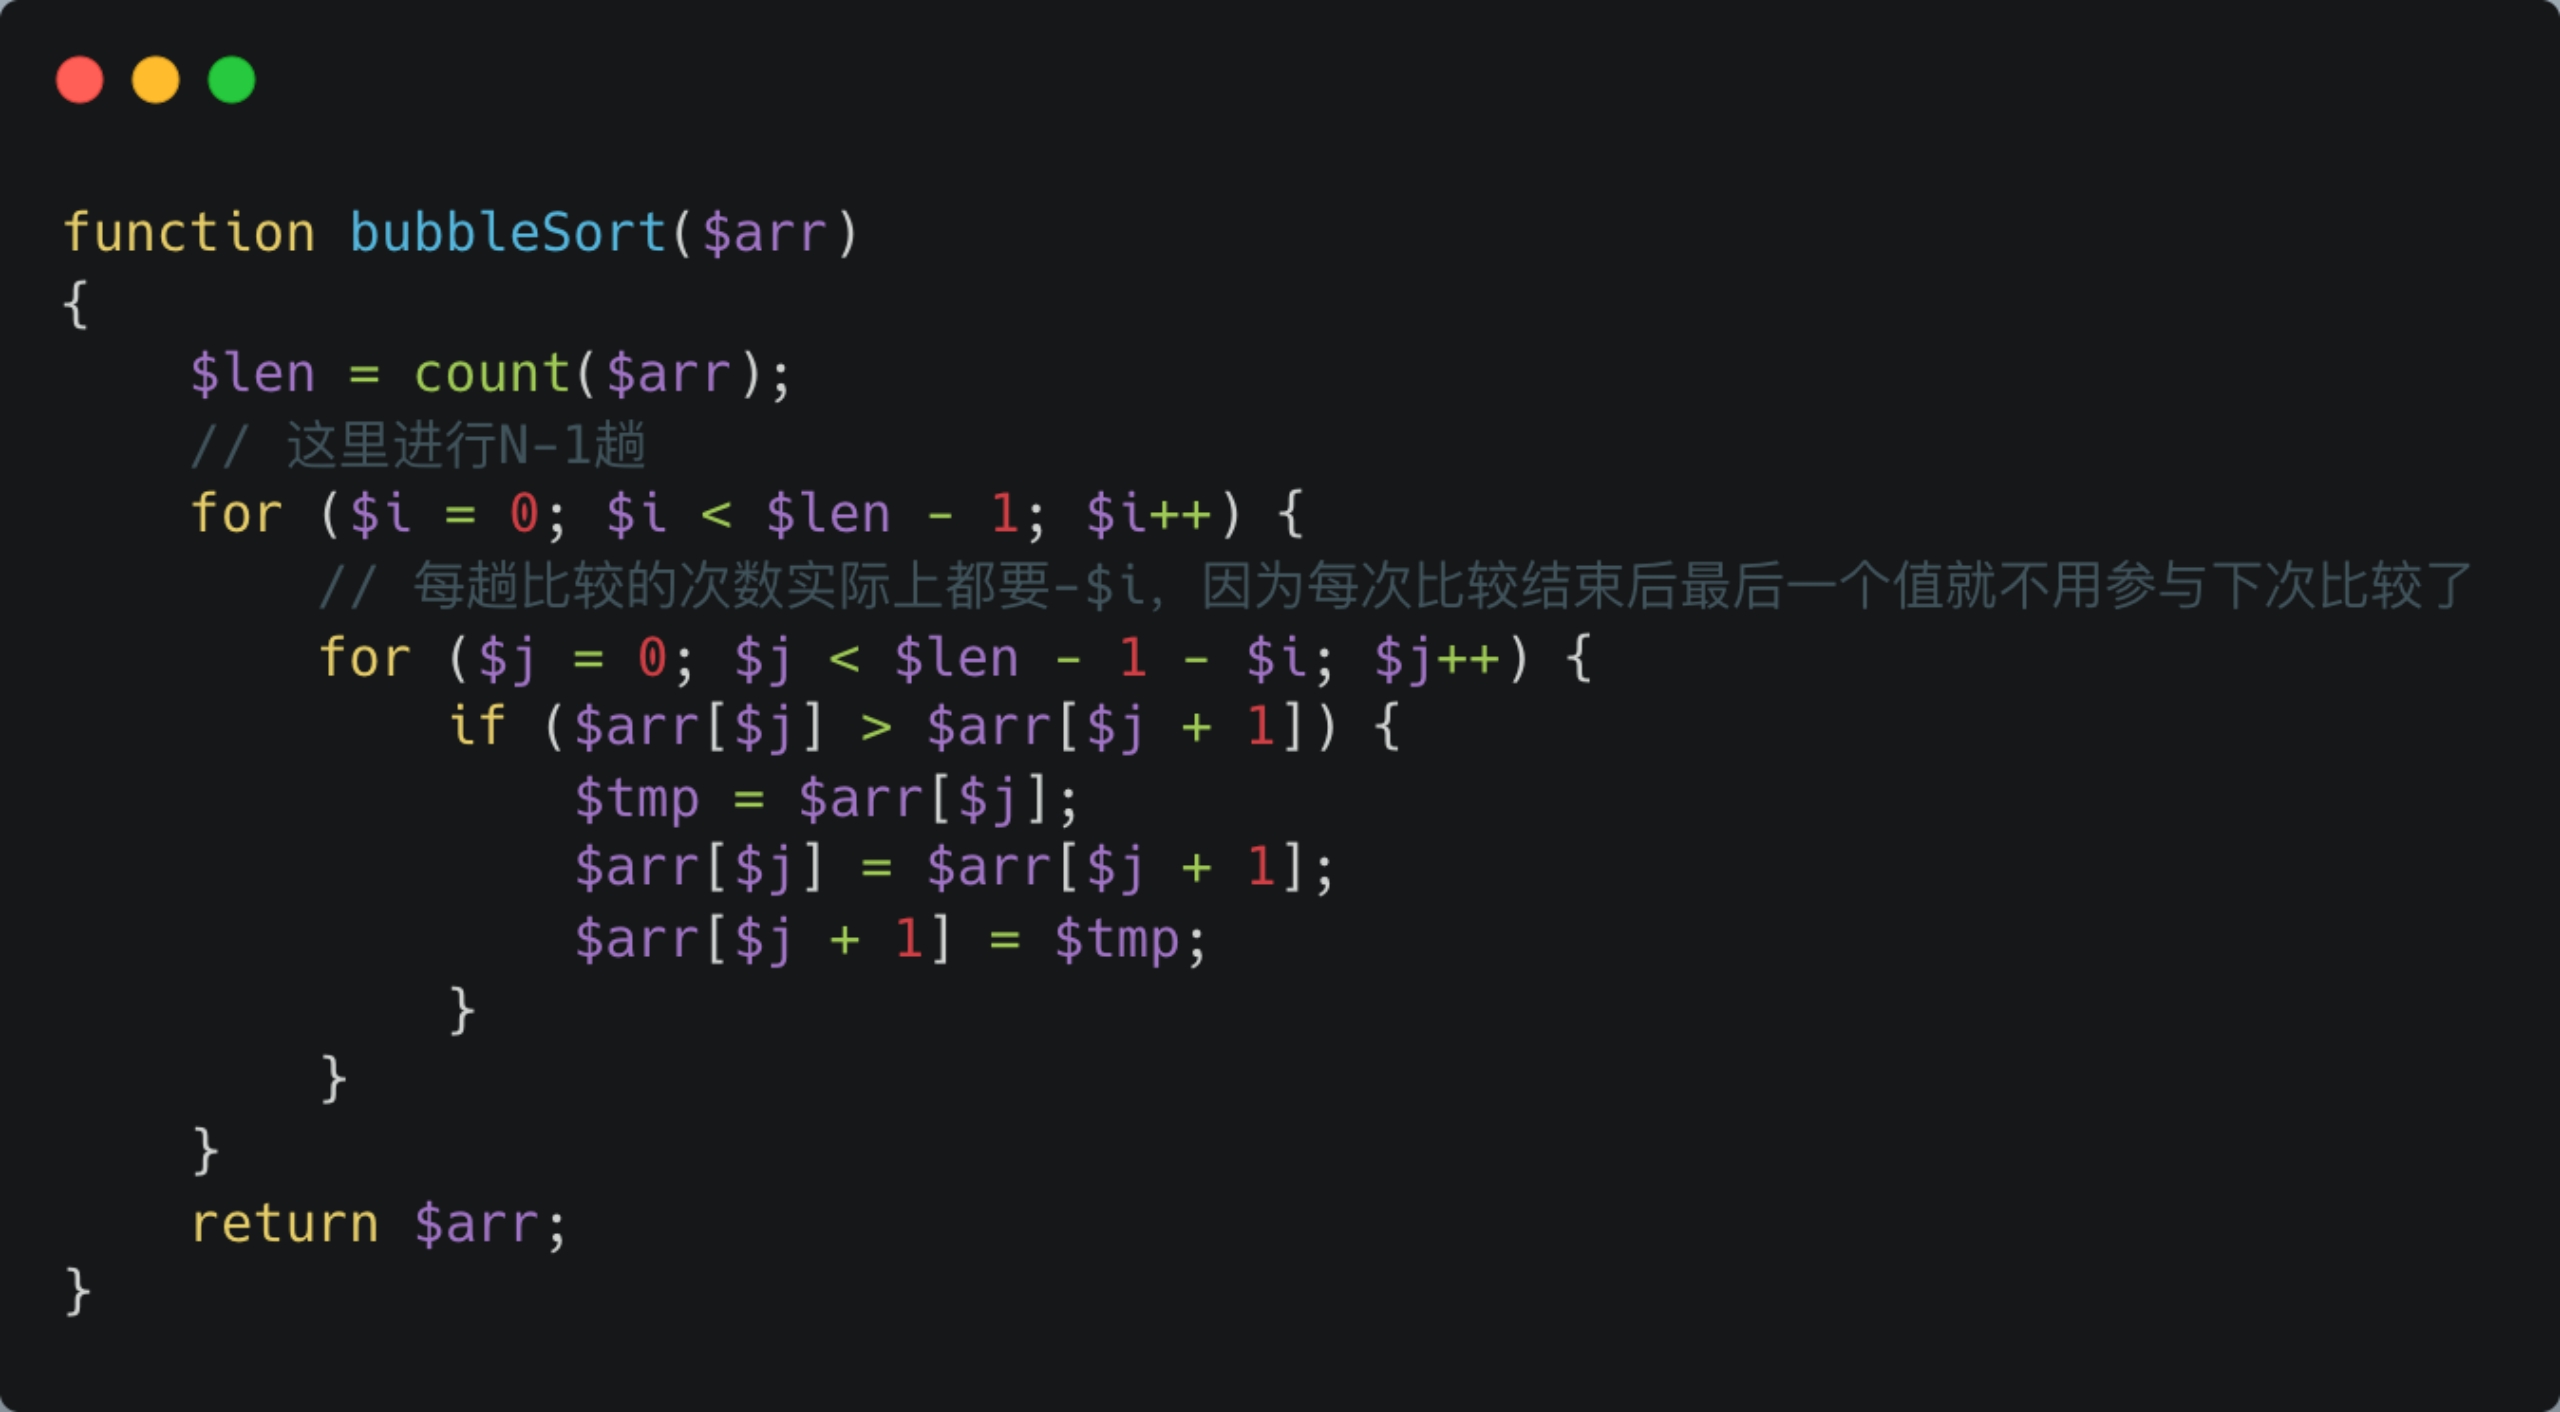 function bubbleSort($arr)
{
    $len = count($arr);
    // 这里进行N-1趟
    for ($i = 0; $i < $len - 1; $i++) {
        // 每趟比较的次数实际上都要-$i，因为每次比较结束后最后一个值就不用参与下次比较了
        for ($j = 0; $j < $len - 1 - $i; $j++) {
            if ($arr[$j] > $arr[$j + 1]) {
                $tmp = $arr[$j];
                $arr[$j] = $arr[$j + 1];
                $arr[$j + 1] = $tmp;
            }
        }
    }
    return $arr;
}